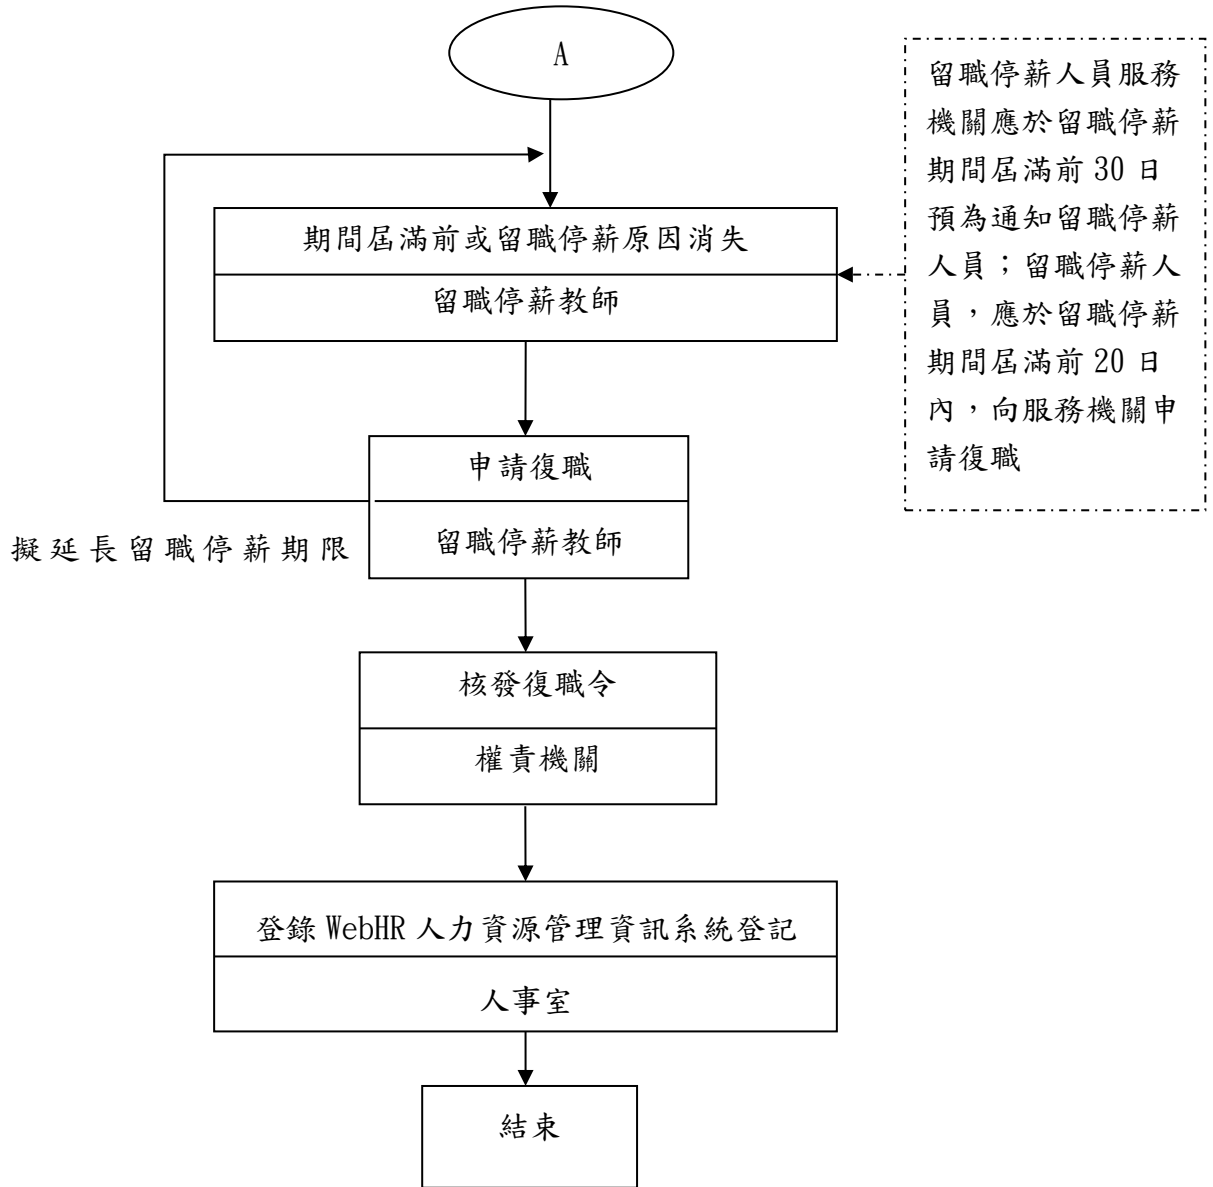 A
留職停薪人員服務
機關應於留職停薪
期間屆滿前 30 日
預為通知留職停薪
人員；留職停薪人
員，應於留職停薪
期間屆滿前 20 日
內，向服務機關申
請復職
期間屆滿前或留職停薪原因消失
留職停薪教師
申請復職
留職停薪教師
擬延長留職停薪期限
核發復職令
權責機關
登錄 WebHR 人力資源管理資訊系統登記
人事室
結束